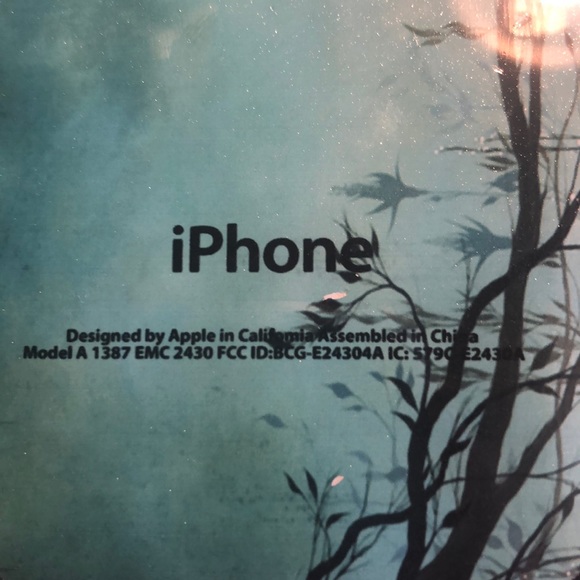 iPhone
Designed by Apple in California Assembled in China
Model A 1387 EMC 2430 FCC ID:BCG-E24304A IC: 579C-E2430A